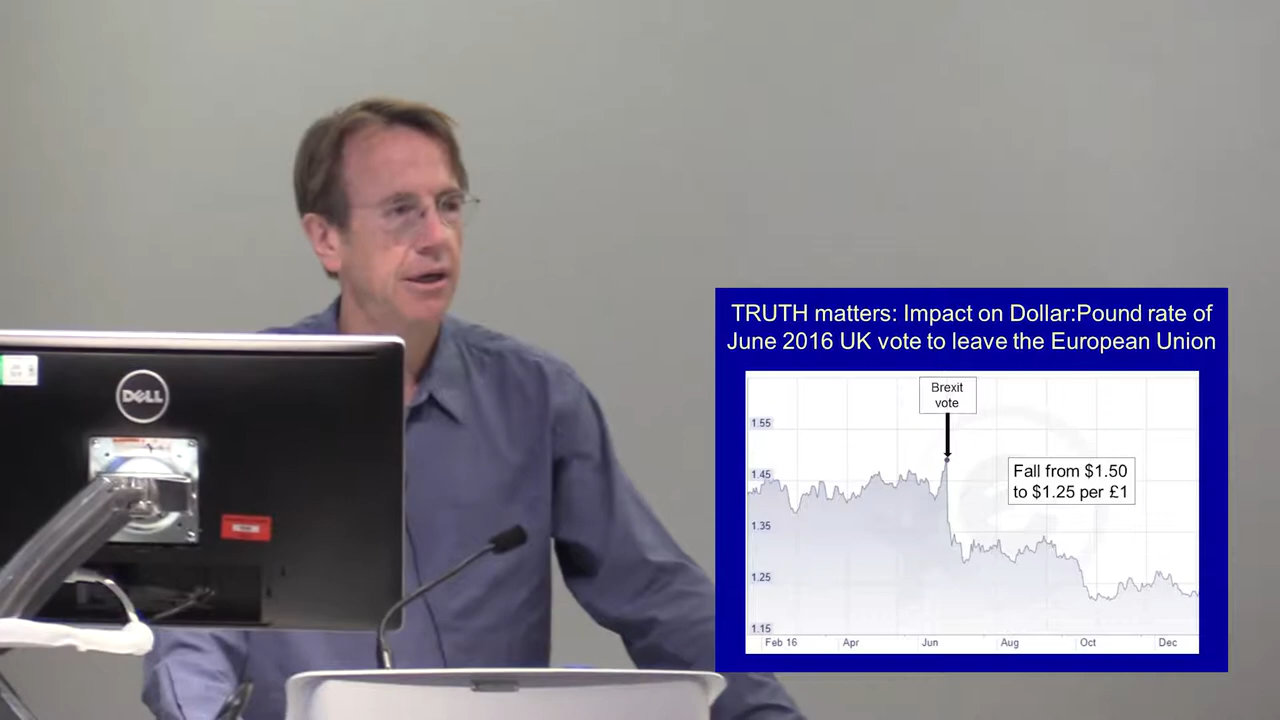 DELL
TRUTH matters: Impact on Dollar:Pound rate of
June 2016 UK vote to leave the European Union
Brexit
vote
1.55
1.45
Fall from $1.50
to $1.25 per £1
1.35
1.25
1.15
Feb 16 Apr Jun Aug Oct Dec